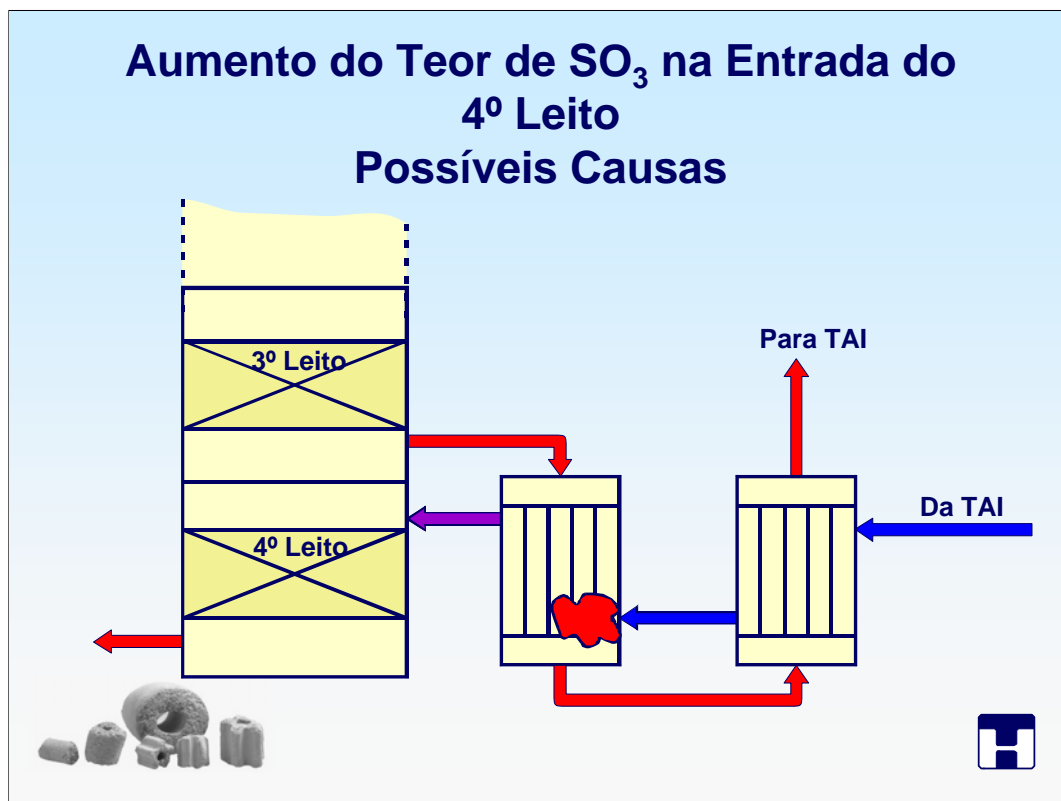 Aumento do Teor de SO₃ na Entrada do
4º Leito
Possíveis Causas
3º Leito
Para TAI
Da TAI
4º Leito